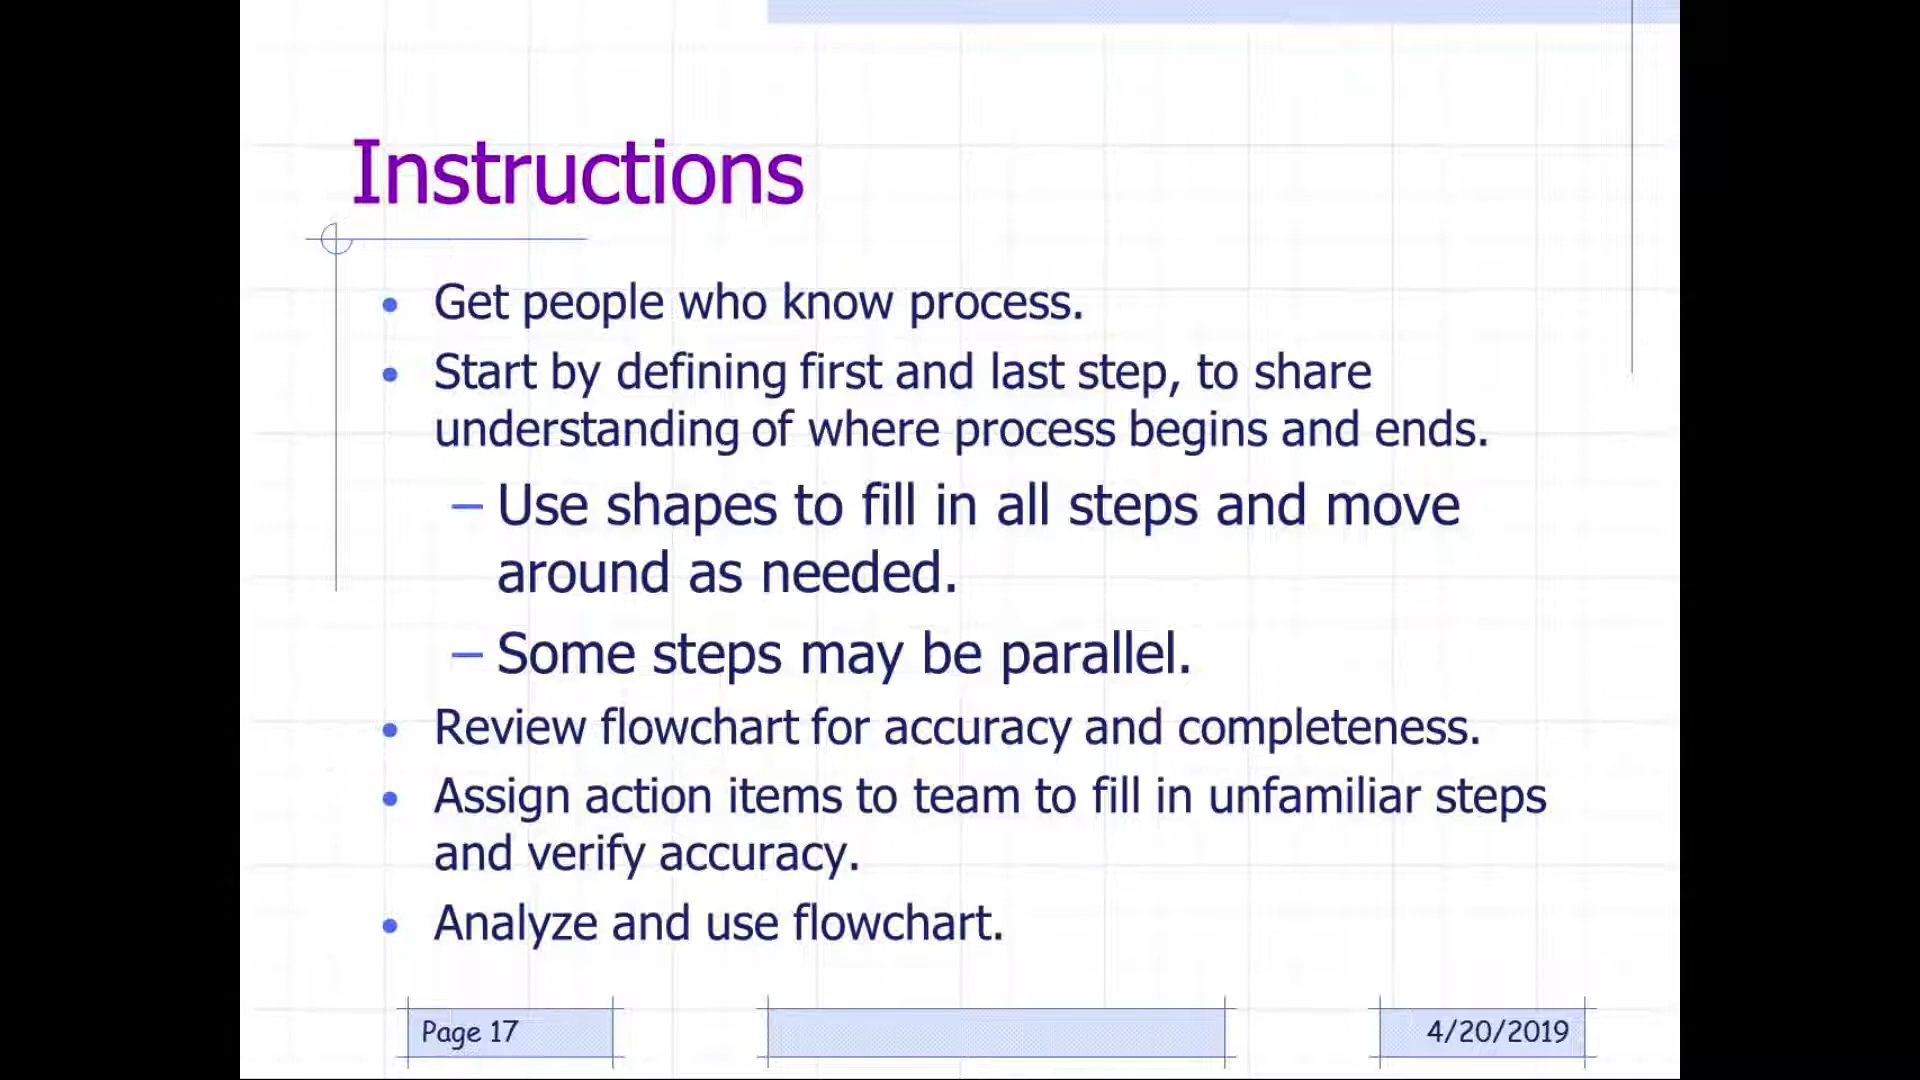 Instructions
• Get people who know process.
• Start by defining first and last step, to share
understanding of where process begins and ends.
– Use shapes to fill in all steps and move
around as needed.
– Some steps may be parallel.
• Review flowchart for accuracy and completeness.
• Assign action items to team to fill in unfamiliar steps
and verify accuracy.
• Analyze and use flowchart.
Page 17
4/20/2019